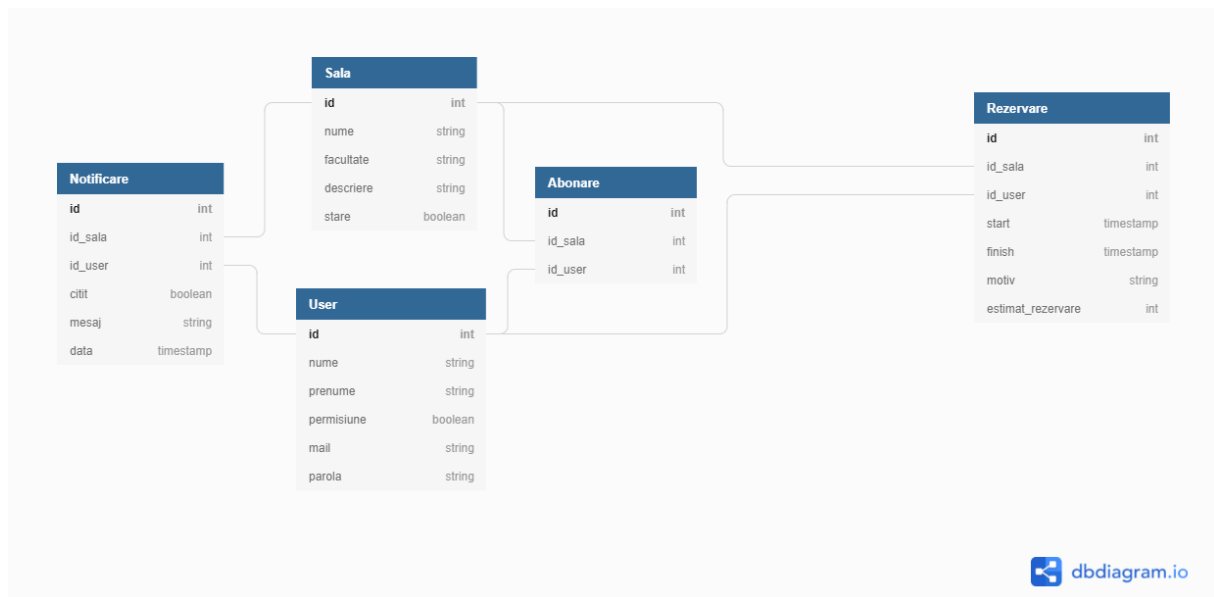 Sala
id int
nume string
facultate string
descriere string
stare boolean
Notificare
id int
id_sala int
id_user int
citit boolean
mesaj string
data timestamp
User
id int
nume string
prenume string
permisiune boolean
mail string
parola string
Abonare
id int
id_sala int
id_user int
Rezervare
id int
id_sala int
id_user int
start timestamp
finish timestamp
motiv string
estimat_rezervare int
dbdiagram.io